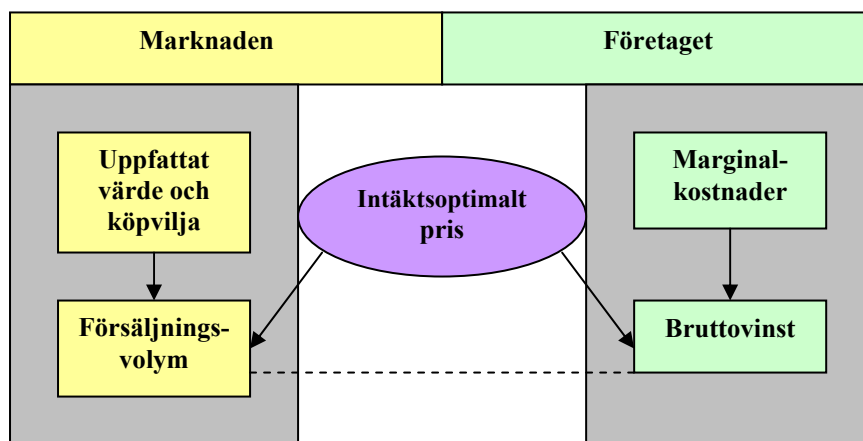 Marknaden
Företaget
Uppfattat
värde och
köpvilja
Intäktsoptimalt
pris
Marginal-
kostnader
Försäljnings-
volym
Bruttovinst